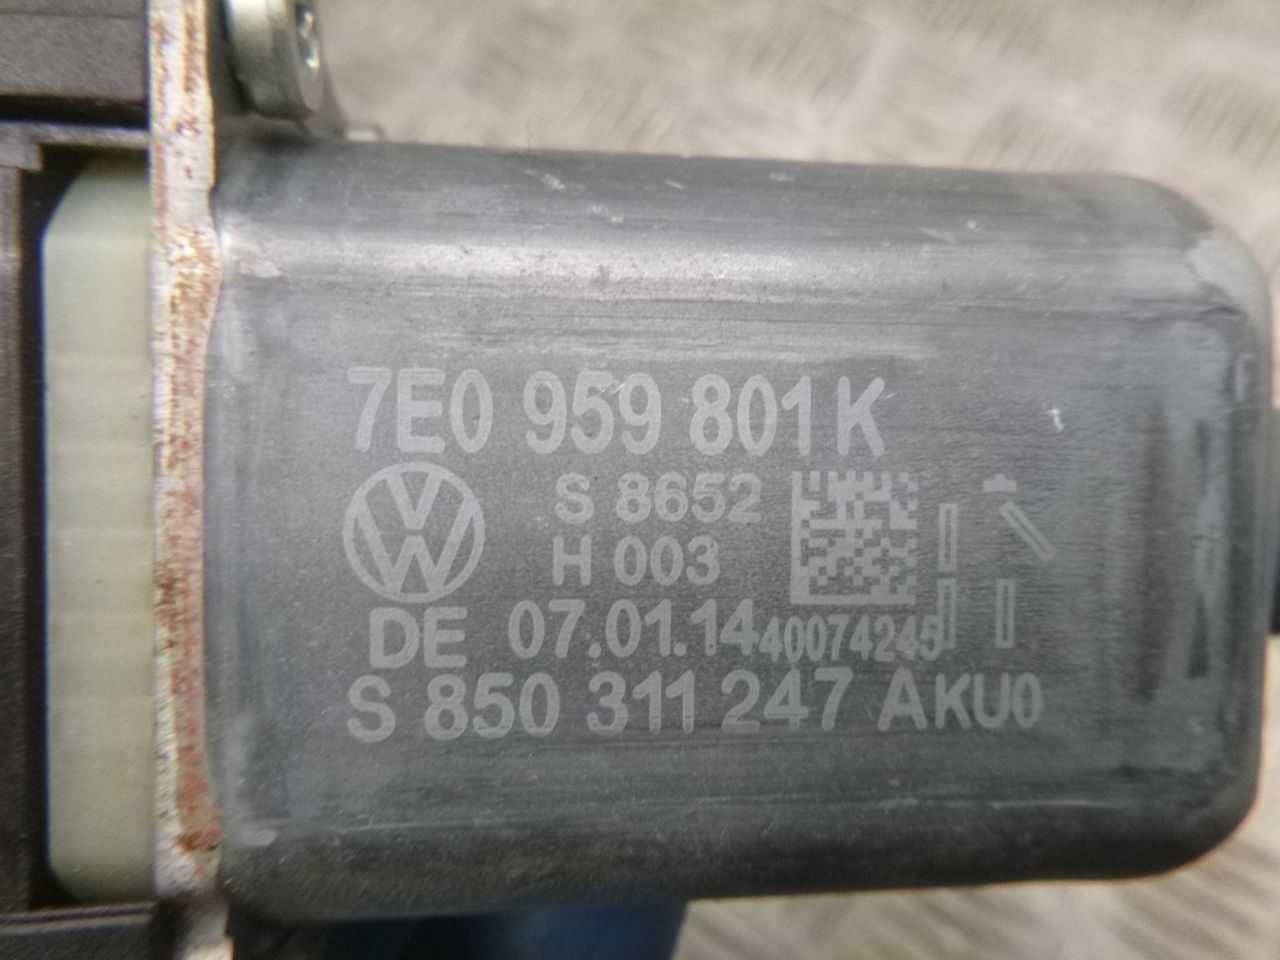 7E0 959 801 K
S 8652
H 003
DE 07.01.14 40074245
S 850 311 247 AKU0